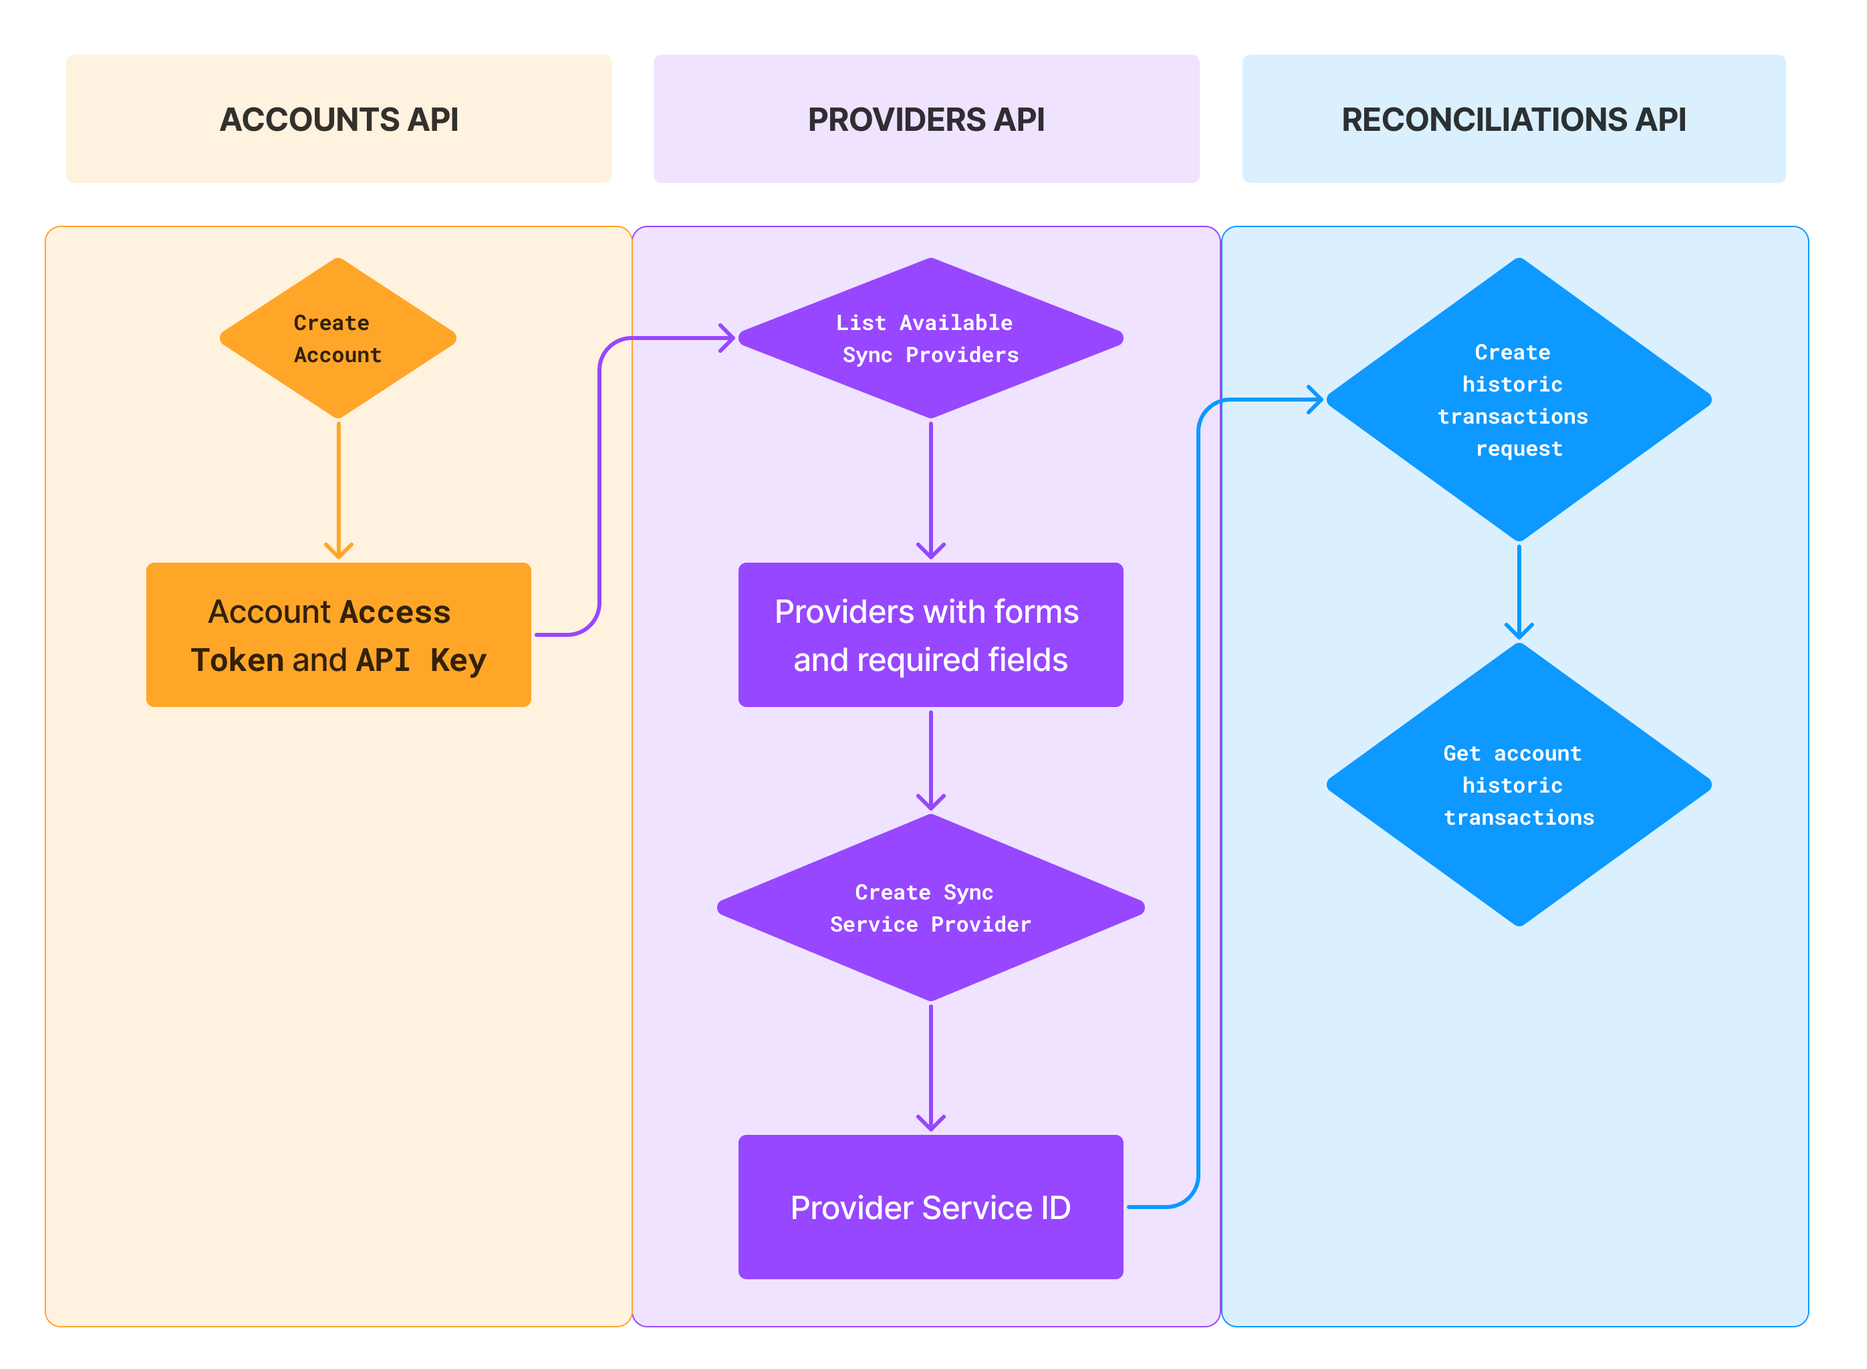 ACCOUNTS API
PROVIDERS API
RECONCILIATIONS API
Create
Account
Account Access
Token and API Key
List Available
Sync Providers
Providers with forms
and required fields
Create Sync
Service Provider
Provider Service ID
Create
historic
transactions
request
Get account
historic
transactions